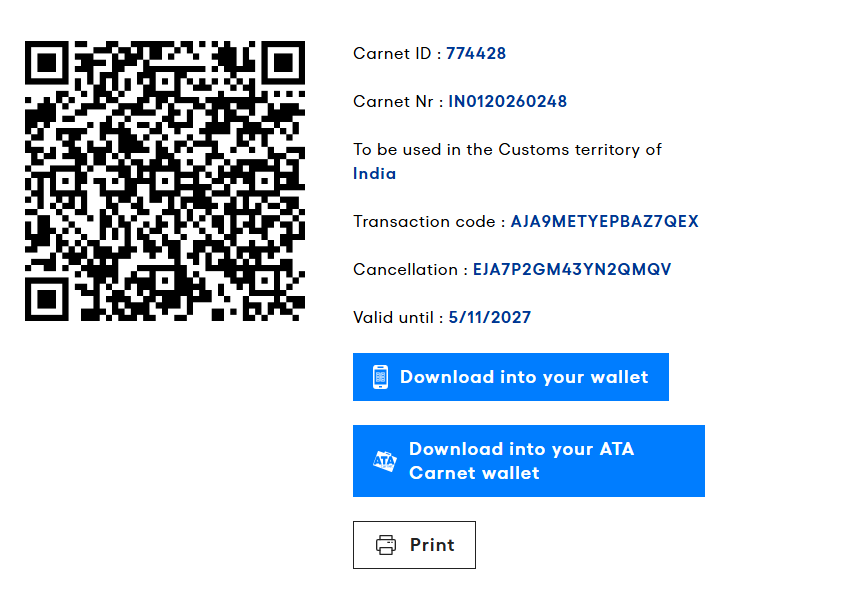 Carnet ID : 774428
Carnet Nr : IN0120260248
To be used in the Customs territory of
India
Transaction code : AJA9METYEPBAZ7QEX
Cancellation : EJA7P2GM43YN2QMQV
Valid until : 5/11/2027
Download into your wallet
ATA
Download into your ATA
Carnet wallet
Print